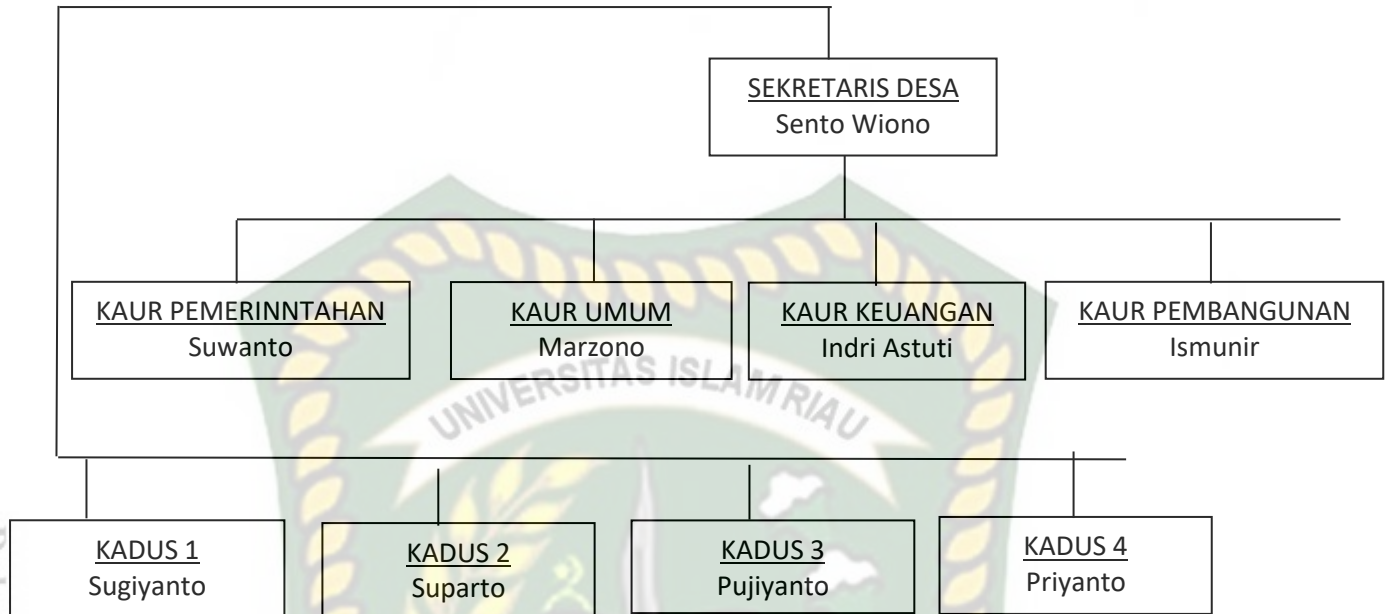 SEKRETARIS DESA
Sento Wiono
KAUR PEMERINNTAHAN
Suwanto
KAUR UMUM
Marzono
KAUR KEUANGAN
Indri Astuti
KAUR PEMBANGUNAN
Ismunir
UNIVERSITAS ISLAM RIAU
KADUS 1
Sugiyanto
KADUS 2
Suparto
KADUS 3
Pujiyanto
KADUS 4
Priyanto